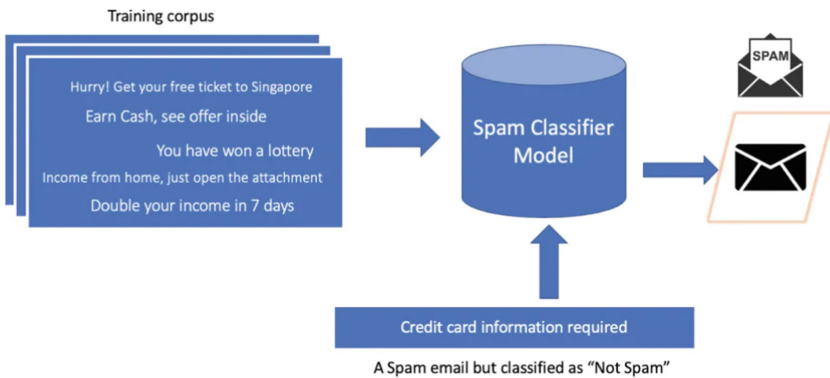 Training corpus
Hurry! Get your free ticket to Singapore
Earn Cash, see offer inside
You have won a lottery
Income from home, just open the attachment
Double your income in 7 days
Spam Classifier
Model
SPAM
Credit card information required
A Spam email but classified as “Not Spam”